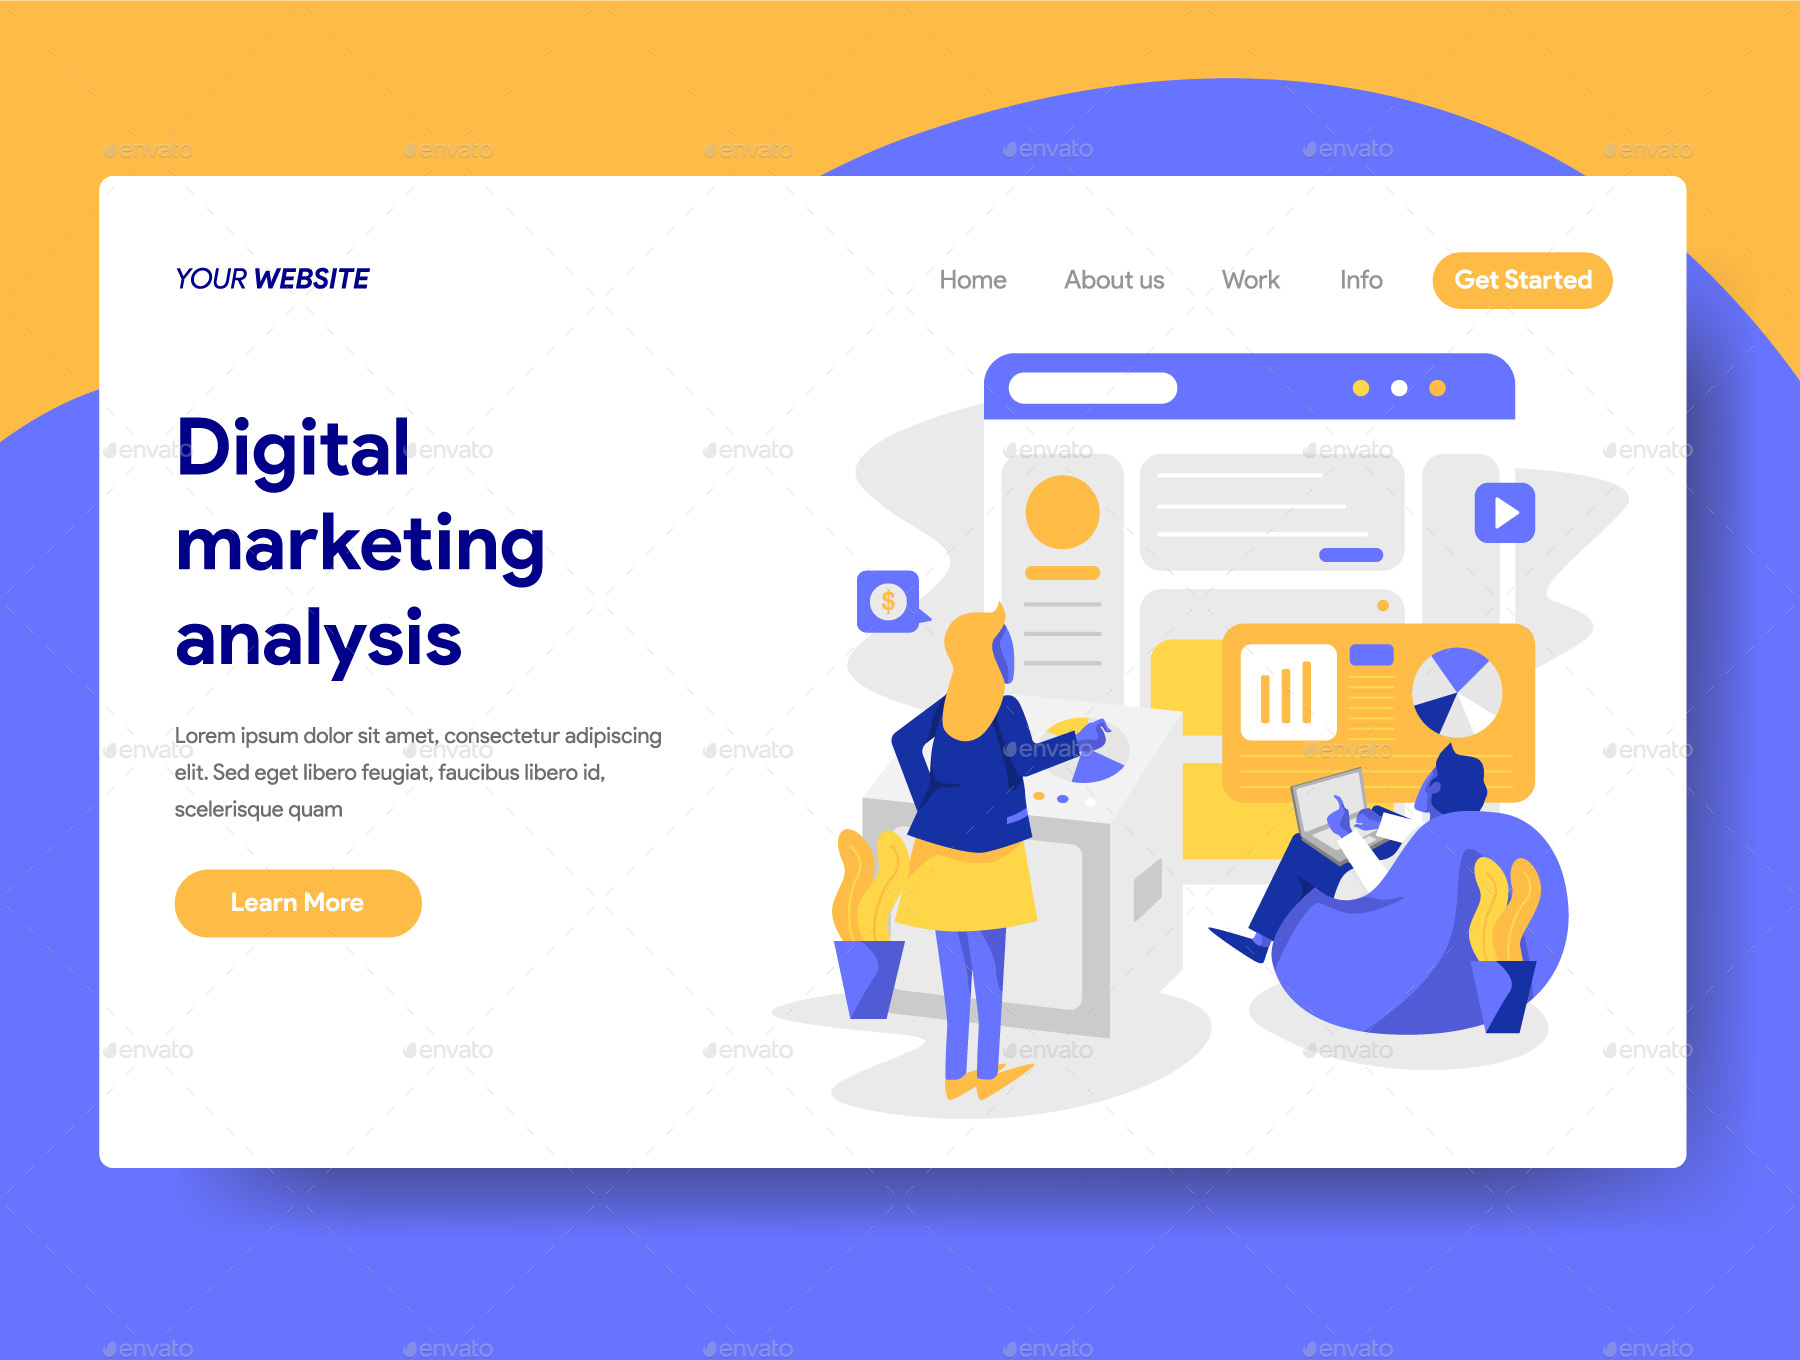 envato envato envato envato envato envato
YOUR WEBSITE
Home About us Work Info Get Started
Digital
marketing
analysis
envato envato envato envato envato envato
$
Lorem ipsum dolor sit amet, consectetur adipiscing
elit. Sed eget libero feugiat, faucibus libero id,
scelerisque quam
envato envato envato envato envato envato
Learn More
envato envato envato envato envato envato
envato envato envato envato envato envato